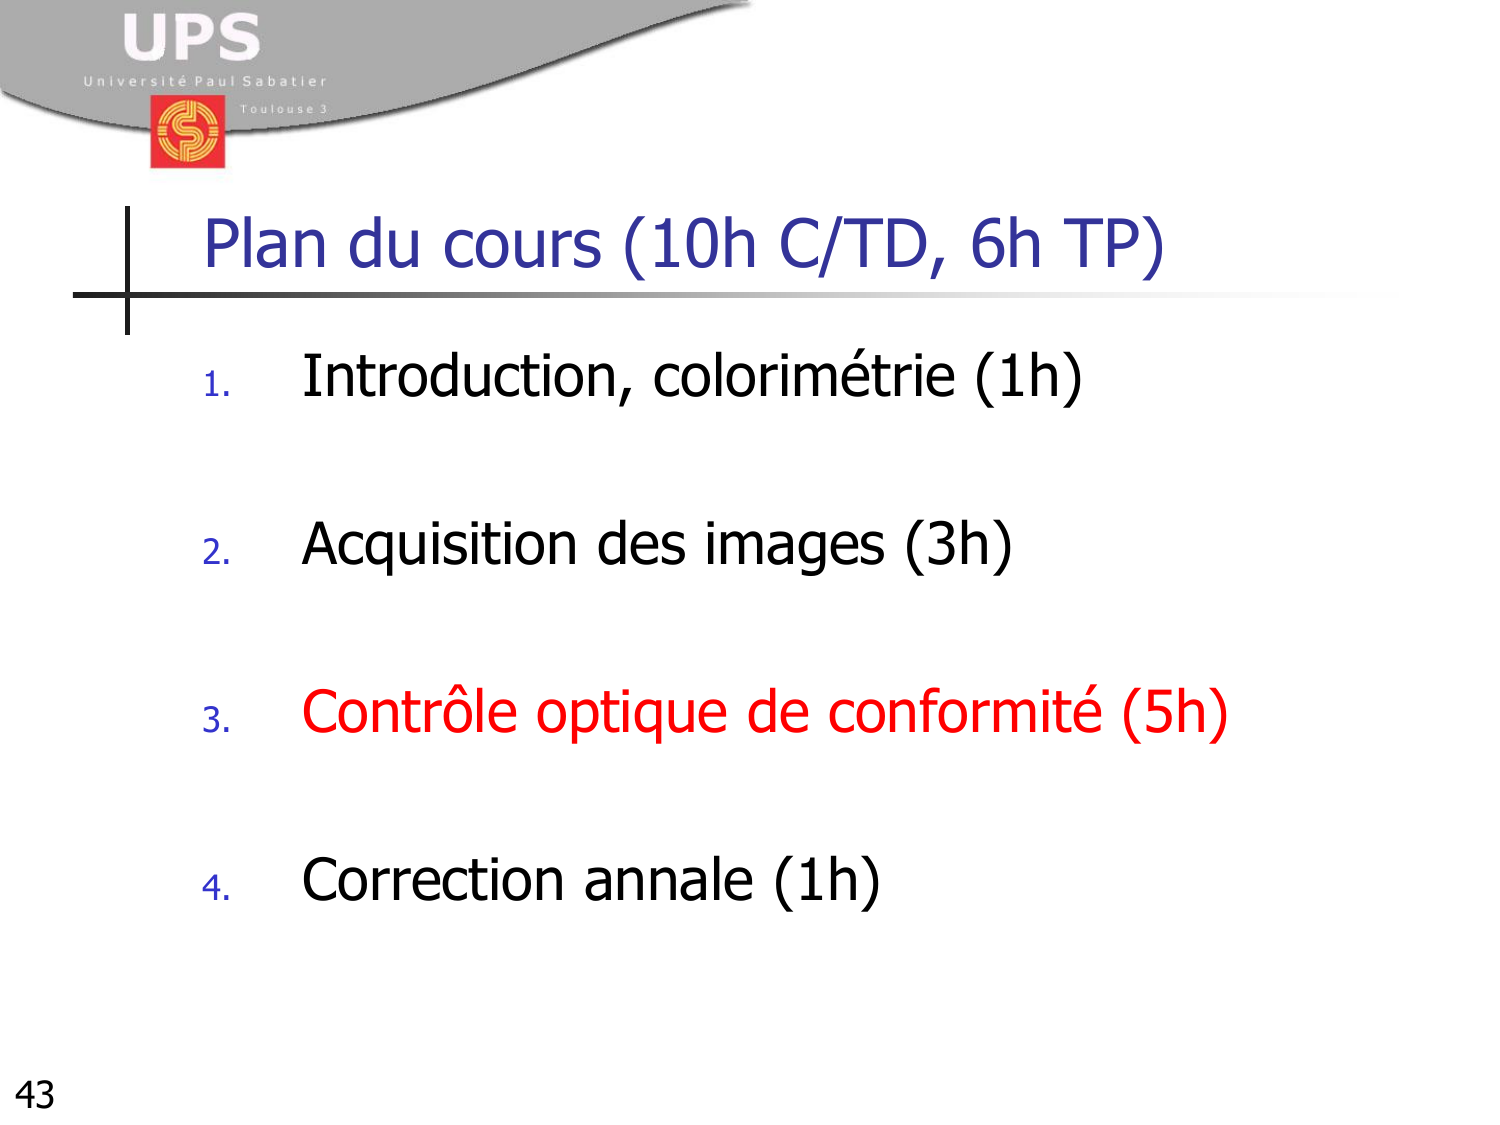 UPS
Université Paul Sabatier
Toulouse 3
Plan du cours (10h C/TD, 6h TP)
1. Introduction, colorimétrie (1h)
2. Acquisition des images (3h)
3. Contrôle optique de conformité (5h)
4. Correction annale (1h)
43